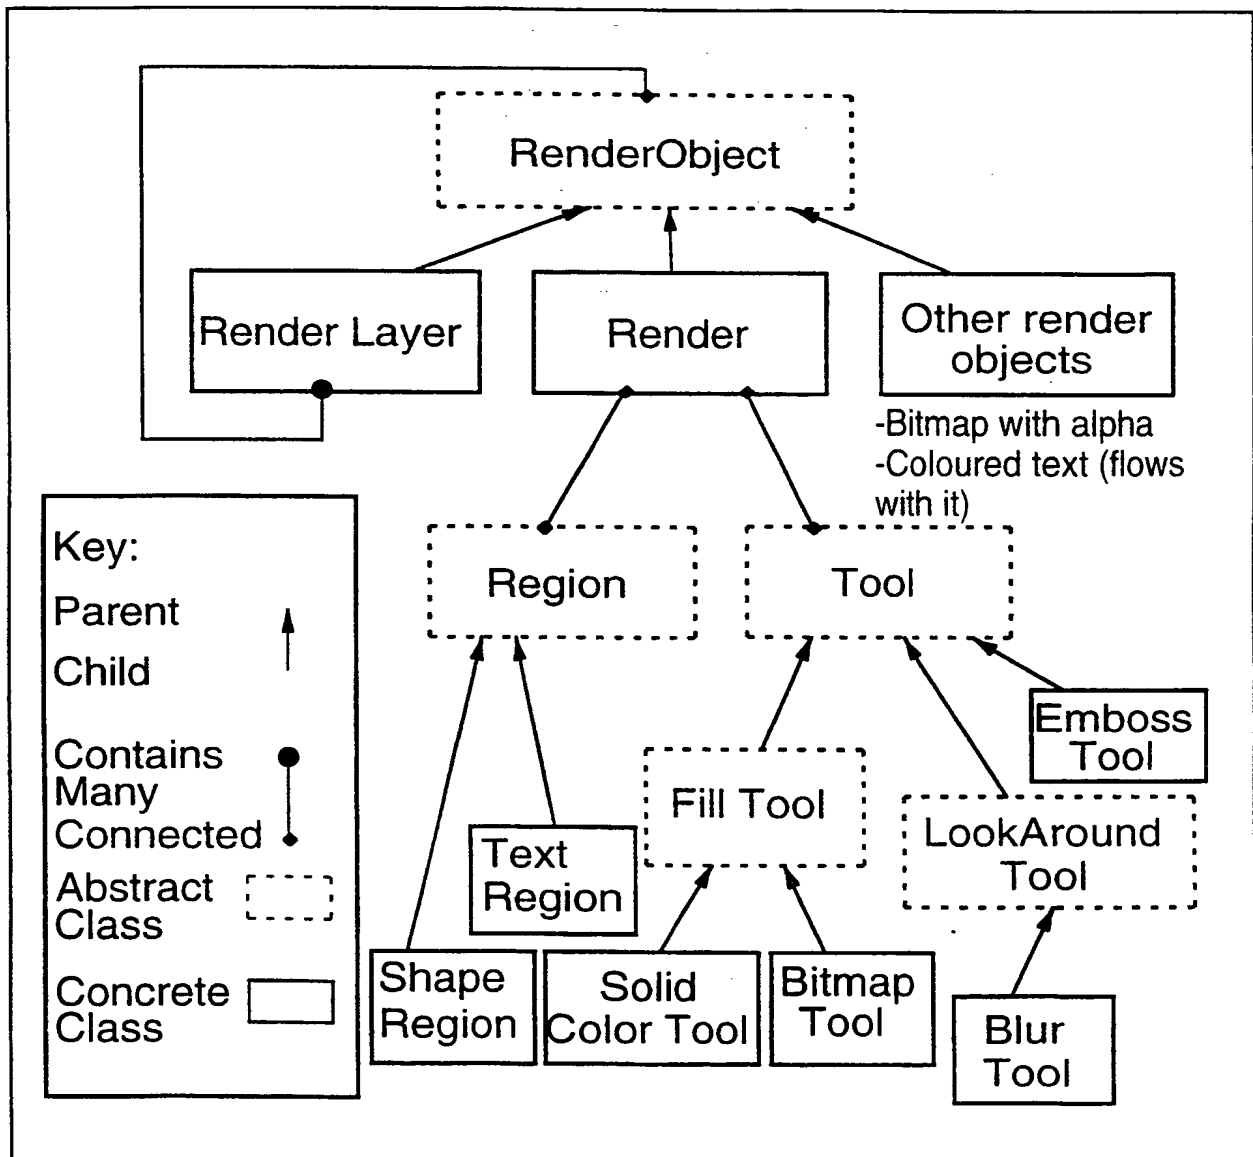 RenderObject
Render Layer
Render
Other render
objects
-Bitmap with alpha
-Coloured text (flows
with it)
Key:
Parent
Child
Contains
Many
Connected
Abstract
Class
Concrete
Class
Region
Tool
Emboss
Tool
Fill Tool
LookAround
Tool
Text
Region
Shape
Region
Solid
Color Tool
Bitmap
Tool
Blur
Tool